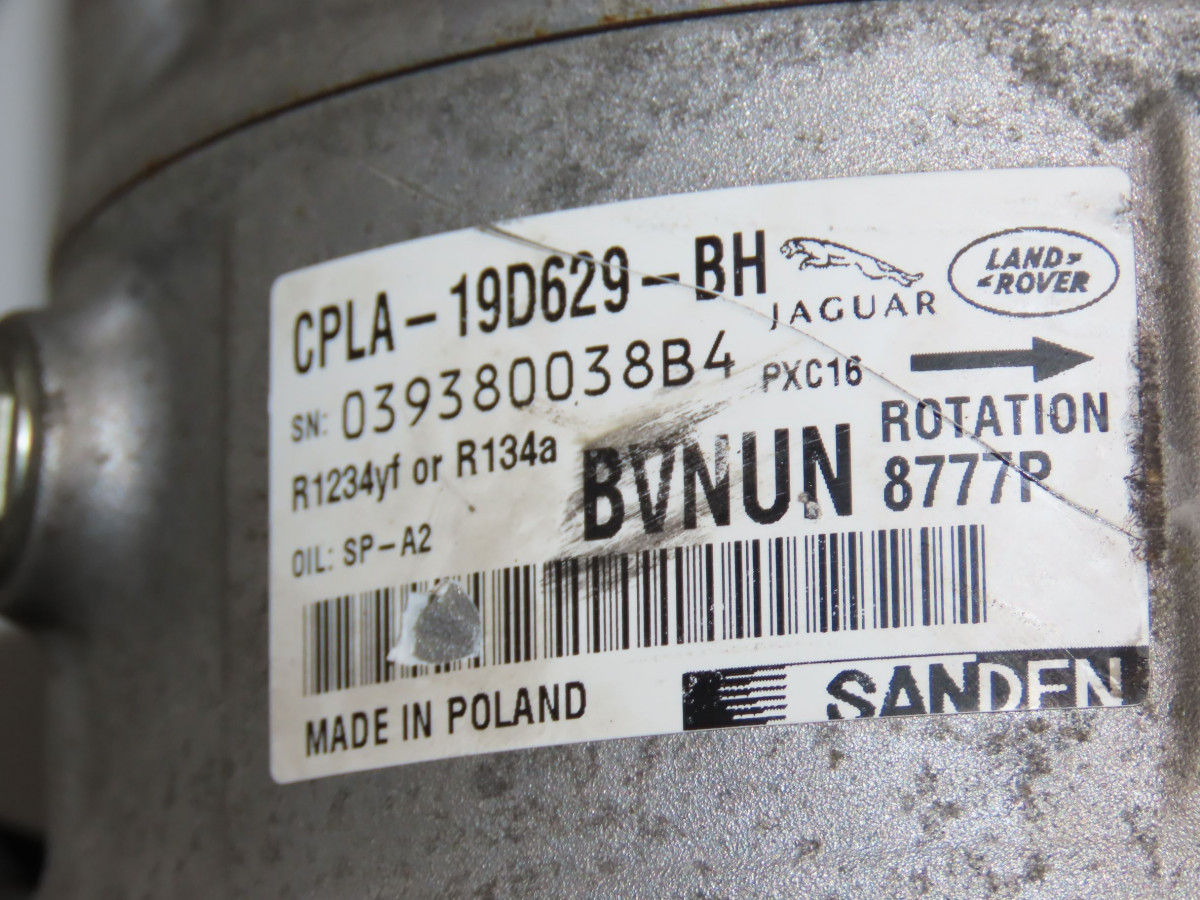 CPLA-19D629-BH
JAGUAR
LAND-
-ROVER
SN: 039380038B4 PXC16
ROTATION
R1234yf or R134a
BVNUN
8777P
OIL: SP-A2
MADE IN POLAND
SANDEN